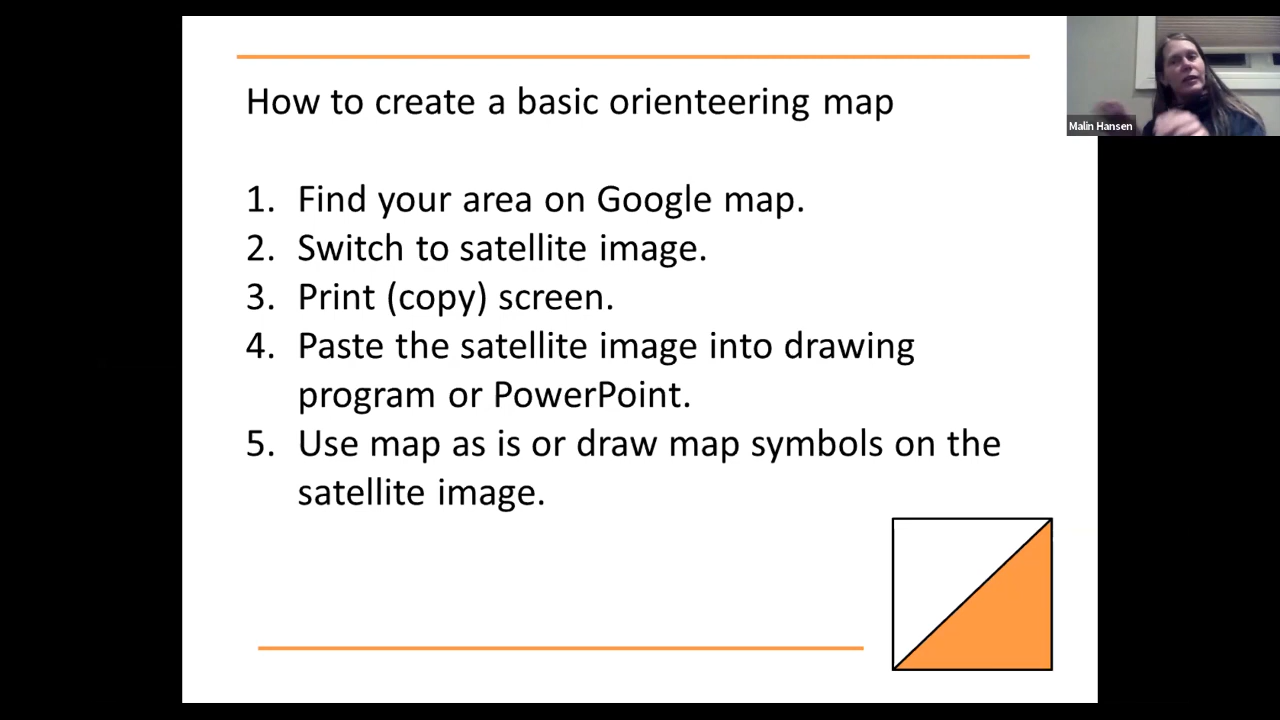 How to create a basic orienteering map
1. Find your area on Google map.
2. Switch to satellite image.
3. Print (copy) screen.
4. Paste the satellite image into drawing
program or PowerPoint.
5. Use map as is or draw map symbols on the
satellite image.
Malin Hansen